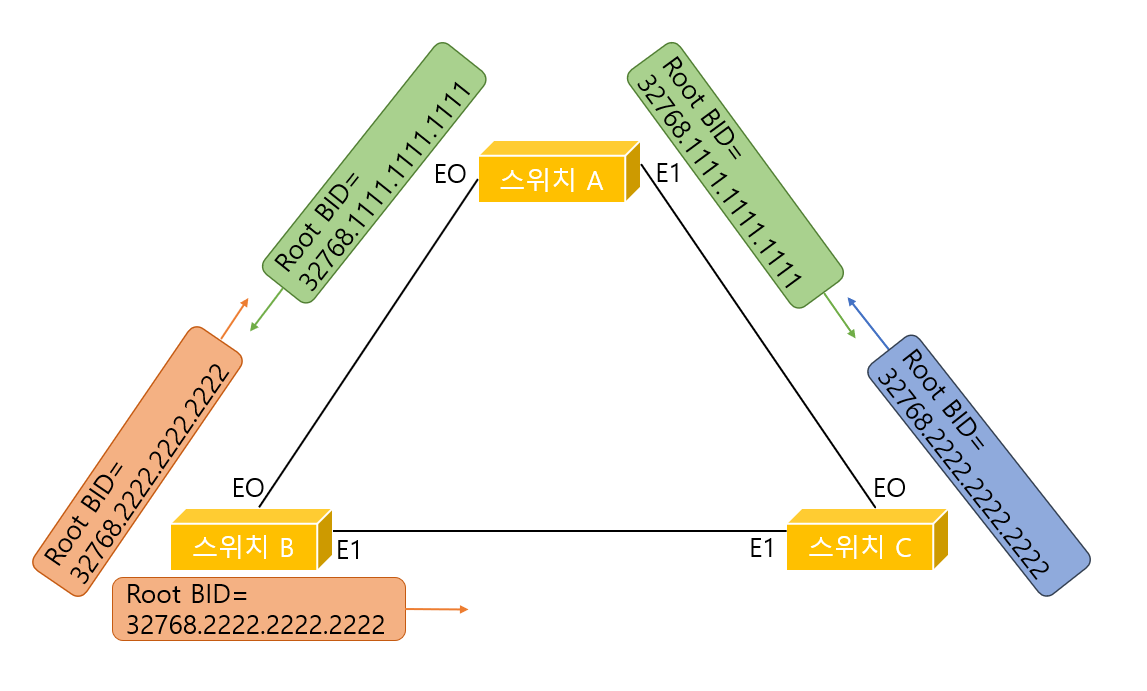 Root BID=
32768.1111.1111.1111
Root BID=
32768.1111.1111.1111
EO
스위치 A
E1
Root BID=
32768.2222.2222.2222
Root BID=
32768.2222.2222.2222
EO
스위치 B
E1
EO
E1
스위치 C
Root BID=
32768.2222.2222.2222